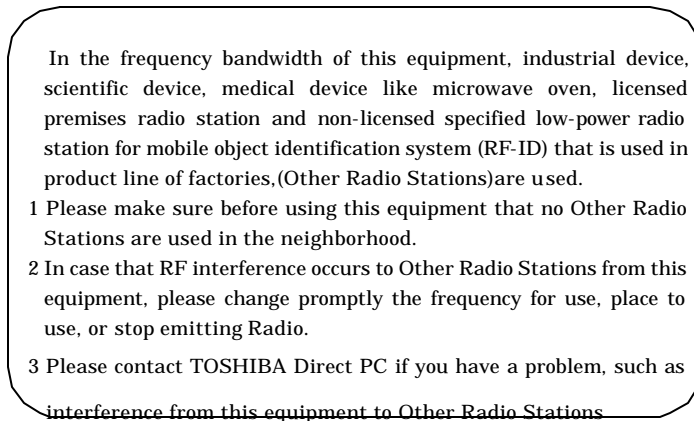 In the frequency bandwidth of this equipment, industrial device,
scientific device, medical device like microwave oven, licensed
premises radio station and non-licensed specified low-power radio
station for mobile object identification system (RF-ID) that is used in
product line of factories,(Other Radio Stations)are used.
1 Please make sure before using this equipment that no Other Radio
Stations are used in the neighborhood.
2 In case that RF interference occurs to Other Radio Stations from this
equipment, please change promptly the frequency for use, place to
use, or stop emitting Radio.
3 Please contact TOSHIBA Direct PC if you have a problem, such as
interference from this equipment to Other Radio Stations